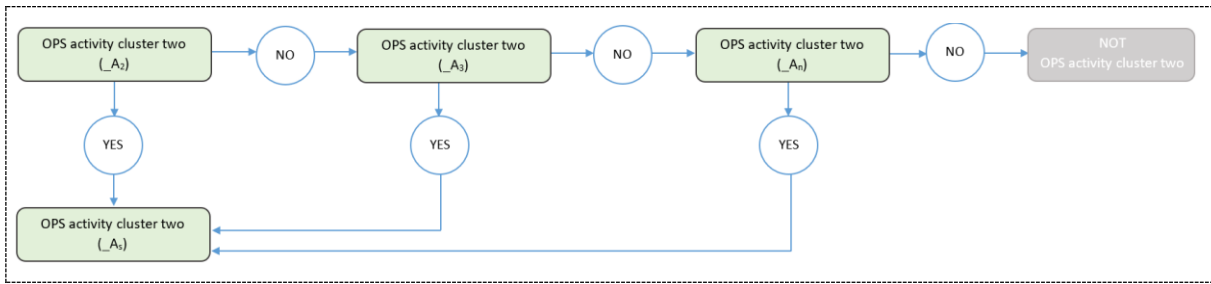 OPS activity cluster two
(_A₂)
NO
OPS activity cluster two
(_A₃)
NO
OPS activity cluster two
(_Aₙ)
NO
NOT
OPS activity cluster two
YES
YES
YES
OPS activity cluster two
(_Aₛ)